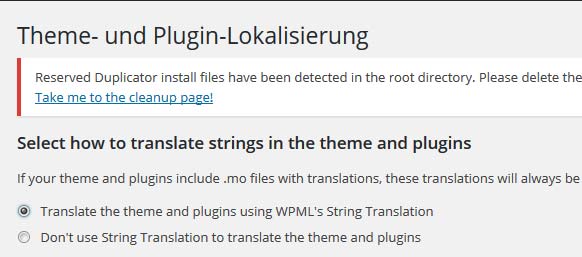 Theme- und Plugin-Lokalisierung
Reserved Duplicator install files have been detected in the root directory. Please delete the
Take me to the cleanup page!
Select how to translate strings in the theme and plugins
If your theme and plugins include .mo files with translations, these translations will always be
Translate the theme and plugins using WPML's String Translation
Don't use String Translation to translate the theme and plugins